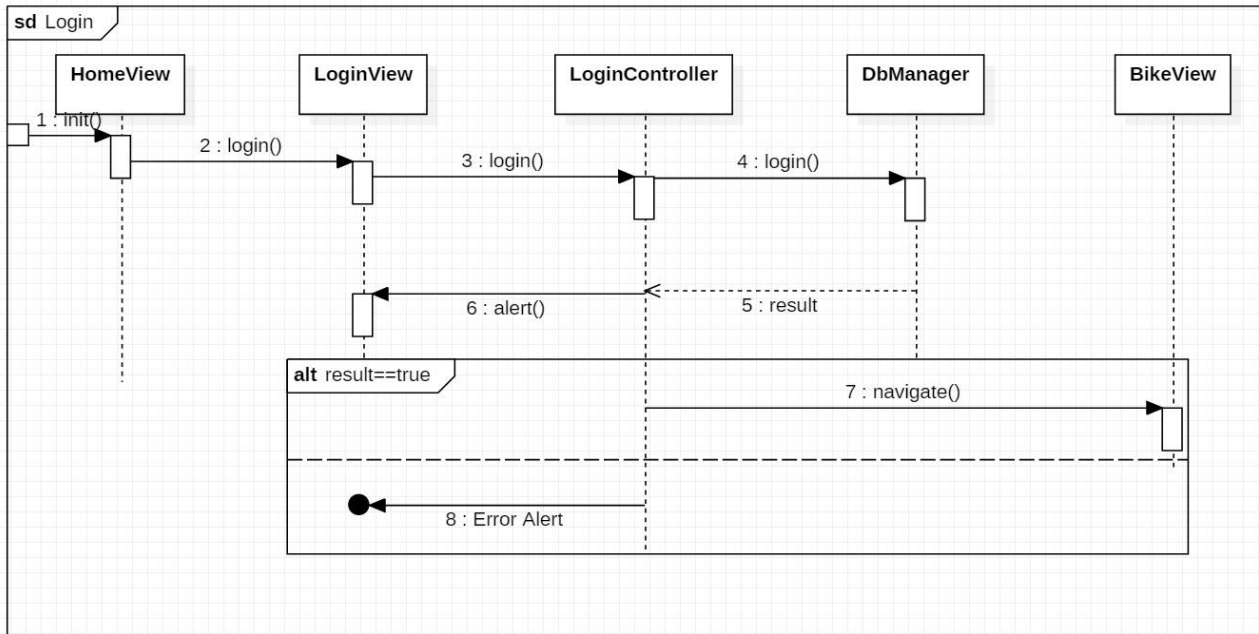 sd Login
HomeView
LoginView
LoginController
DbManager
BikeView
1 : init()
2 : login()
3 : login()
4 : login()
5 : result
6 : alert()
alt result==true
7 : navigate()
8 : Error Alert